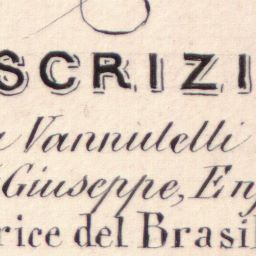 SCRIZI
a Vannutelli
Giuseppe, En
rice del Brasil